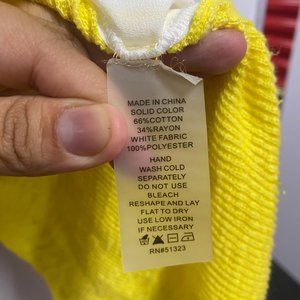 MADE IN CHINA
SOLID COLOR
66%COTTON
34%RAYON
WHITE FABRIC
100%POLYESTER
HAND
WASH COLD
SEPARATELY
DO NOT USE
BLEACH
RESHAPE AND LAY
FLAT TO DRY
USE LOW IRON
IF NECESSARY
RN#51323